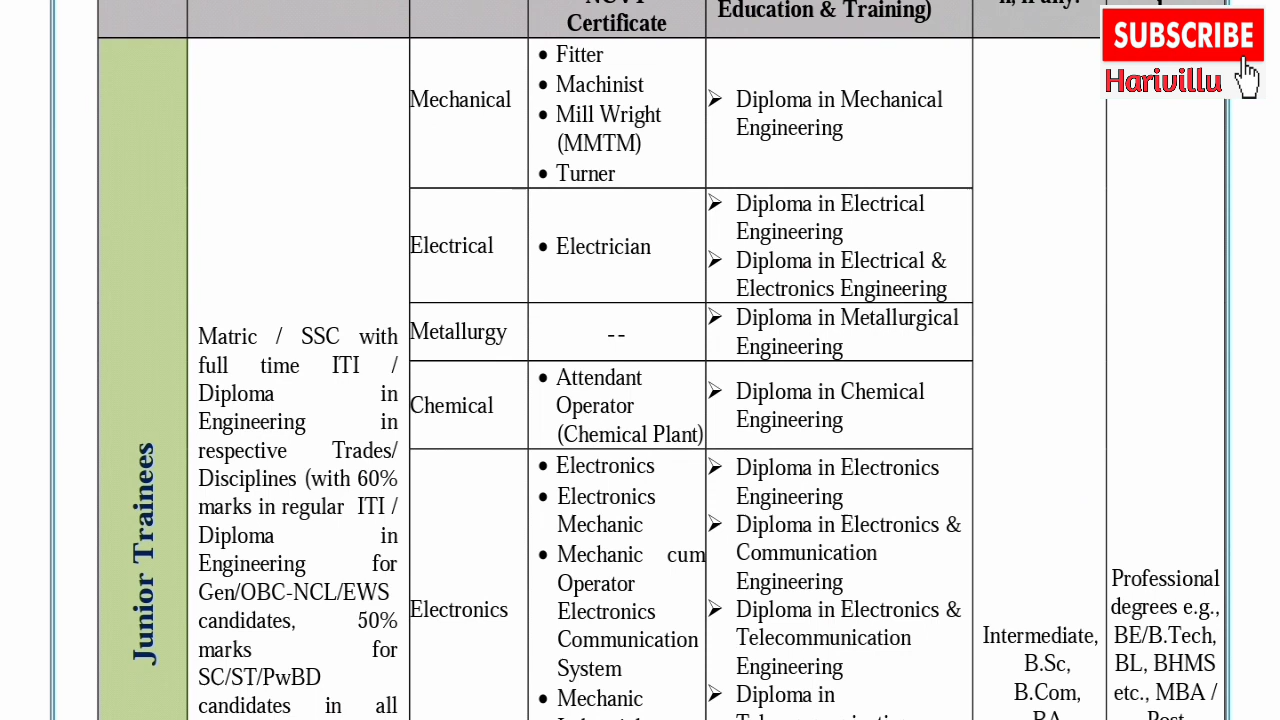 Certificate
Education & Training)
SUBSCRIBE
Harivillu
Junior Trainees
Matric / SSC with
full time ITI /
Diploma in
Engineering in
respective Trades/
Disciplines (with 60%
marks in regular ITI /
Diploma in
Engineering for
Gen/OBC-NCL/EWS
candidates, 50%
marks for
SC/ST/PwBD
candidates in all
Mechanical
• Fitter
• Machinist
• Mill Wright
(MMTM)
• Turner
➢ Diploma in Mechanical
Engineering
Electrical
• Electrician
➢ Diploma in Electrical
Engineering
➢ Diploma in Electrical &
Electronics Engineering
Metallurgy
--
➢ Diploma in Metallurgical
Engineering
Chemical
• Attendant
Operator
(Chemical Plant)
➢ Diploma in Chemical
Engineering
Electronics
• Electronics
• Electronics
Mechanic
• Mechanic cum
Operator
Electronics
Communication
System
• Mechanic
➢ Diploma in Electronics
Engineering
➢ Diploma in Electronics &
Communication
Engineering
➢ Diploma in Electronics &
Telecommunication
Engineering
➢ Diploma in
Intermediate,
B.Sc,
B.Com,
Professional
degrees e.g.,
BE/B.Tech,
BL, BHMS
etc., MBA /